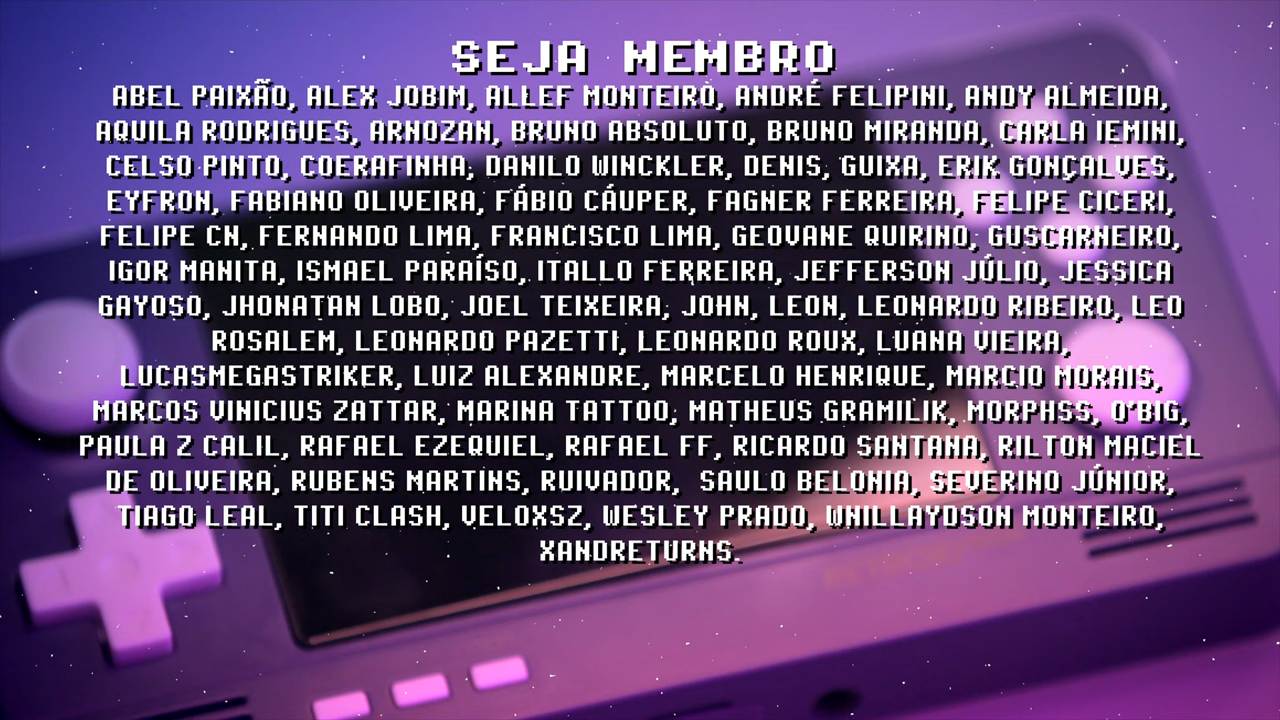 SEJA MEMBRO
ABEL PAIXÃO, ALEX JOBIM, ALLEF MONTEIRO, ANDRÉ FELIPINI, ANDY ALMEIDA,
AQUILA RODRIGUES, ARNOZAN, BRUNO ABSOLUTO, BRUNO MIRANDA, CARLA IEMINI,
CELSO PINTO, COERAFINHA, DANILO WINCKLER, DENIS, GUIXA, ERIK GONÇALVES,
EYFRON, FABIANO OLIVEIRA, FÁBIO CÁUPER, FAGNER FERREIRA, FELIPE CICERI,
FELIPE CN, FERNANDO LIMA, FRANCISCO LIMA, GEOVANE QUIRINO, GUSCARNEIRO,
IGOR MANITA, ISMAEL PARAÍSO, ITALLO FERREIRA, JEFFERSON JÚLIO, JESSICA
GAYOSO, JHONATAN LOBO, JOEL TEIXEIRA, JOHN, LEON, LEONARDO RIBEIRO, LEO
ROSALEM, LEONARDO PAZETTI, LEONARDO ROUX, LUANA VIEIRA,
LUCASMEGASTRIKER, LUIZ ALEXANDRE, MARCELO HENRIQUE, MARCIO MORAIS,
MARCOS VINICIUS ZATTAR, MARINA TATTOO, MATHEUS GRAMILIK, MORPHSS, O'BIG,
PAULA Z CALIL, RAFAEL EZEQUIEL, RAFAEL FF, RICARDO SANTANA, RILTON MACIEL
DE OLIVEIRA, RUBENS MARTINS, RUIVADOR, SAULO BELONIA, SEVERINO JÚNIOR,
TIAGO LEAL, TITI CLASH, VELOXSZ, WESLEY PRADO, WNILLAYDSON MONTEIRO,
XANDRETURNS.